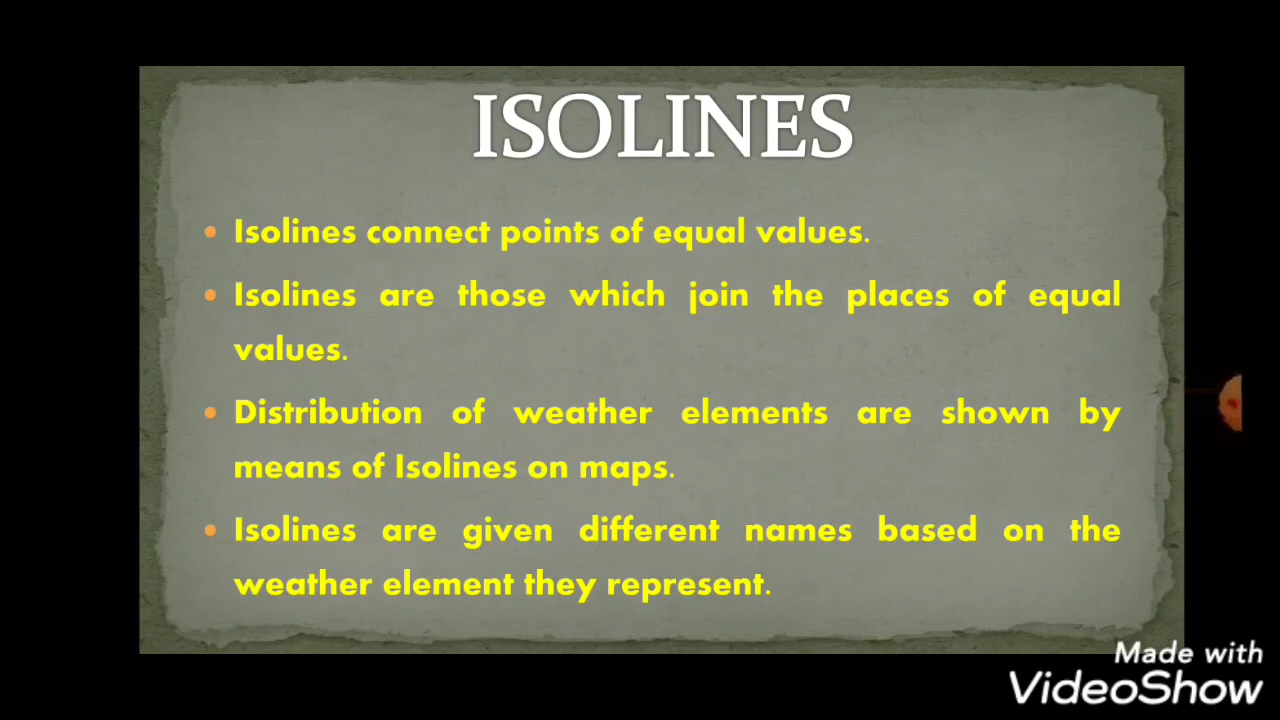 ISOLINES
• Isolines connect points of equal values.
• Isolines are those which join the places of equal
values.
• Distribution of weather elements are shown by
means of Isolines on maps.
• Isolines are given different names based on the
weather element they represent.
Made with
VideoShow